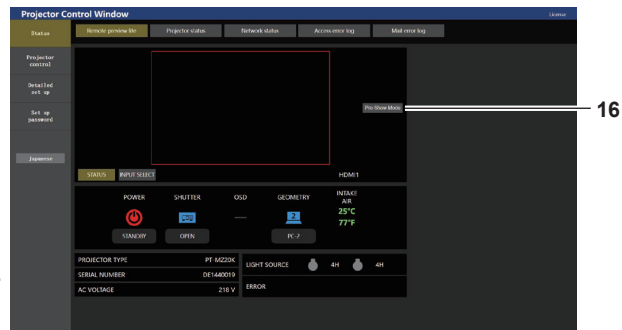 Projector Control Window
License
Status
Remote preview lite
Projector status
Network status
Access error log
Mail error log
Projector
control
Detailed
set up
Set up
password
Japanese
Pre Show Mode
16
STATUS
INPUT SELECT
HDMI1
POWER
SHUTTER
OSD
GEOMETRY
INTAKE
AIR
25°C
77°F
2
STANDBY
OPEN
PC-2
PROJECTOR TYPE
PT-MZ20K
LIGHT SOURCE
4H
4H
SERIAL NUMBER
DE1440019
AC VOLTAGE
218 V
ERROR